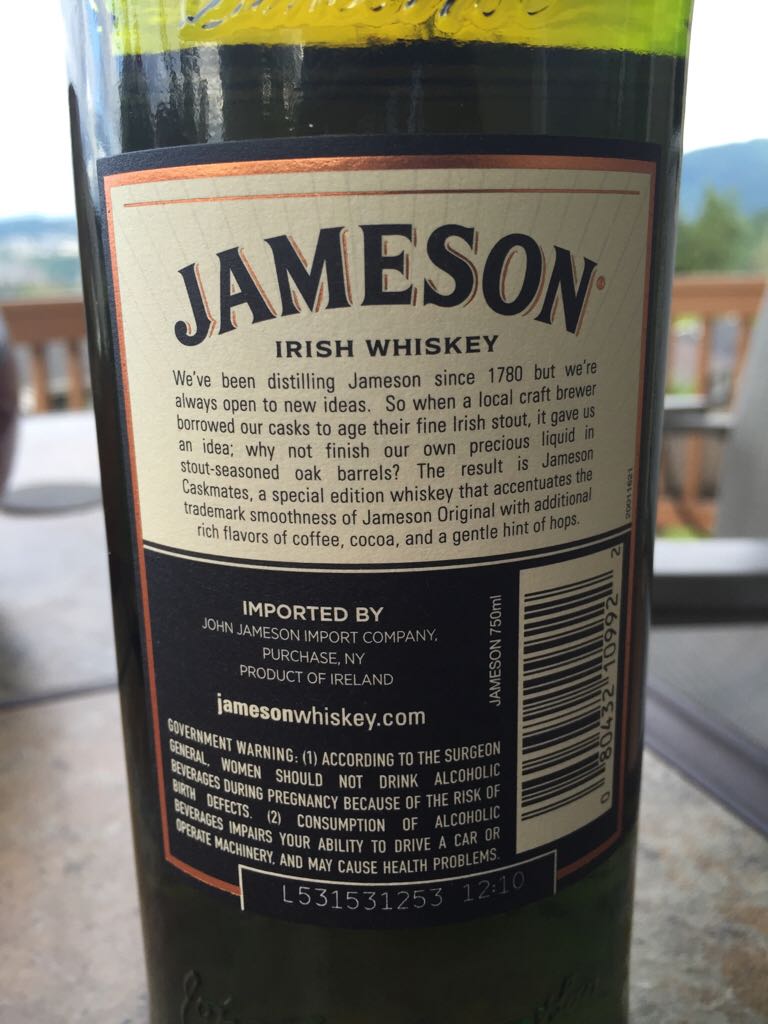 JAMESON
IRISH WHISKEY
We've been distilling Jameson since 1780 but we're
always open to new ideas. So when a local craft brewer
borrowed our casks to age their fine Irish stout, it gave us
an idea; why not finish our own precious liquid in
stout-seasoned oak barrels? The result is Jameson
Caskmates, a special edition whiskey that accentuates the
trademark smoothness of Jameson Original with additional
rich flavors of coffee, cocoa, and a gentle hint of hops.
IMPORTED BY
JOHN JAMESON IMPORT COMPANY,
PURCHASE, NY
PRODUCT OF IRELAND
jamesonwhiskey.com
JAMESON 750ml
0 80432 10992 2
GOVERNMENT WARNING: (1) ACCORDING TO THE SURGEON
GENERAL, WOMEN SHOULD NOT DRINK ALCOHOLIC
BEVERAGES DURING PREGNANCY BECAUSE OF THE RISK OF
BIRTH DEFECTS. (2) CONSUMPTION OF ALCOHOLIC
BEVERAGES IMPAIRS YOUR ABILITY TO DRIVE A CAR OR
OPERATE MACHINERY, AND MAY CAUSE HEALTH PROBLEMS.
L531531253 12:10